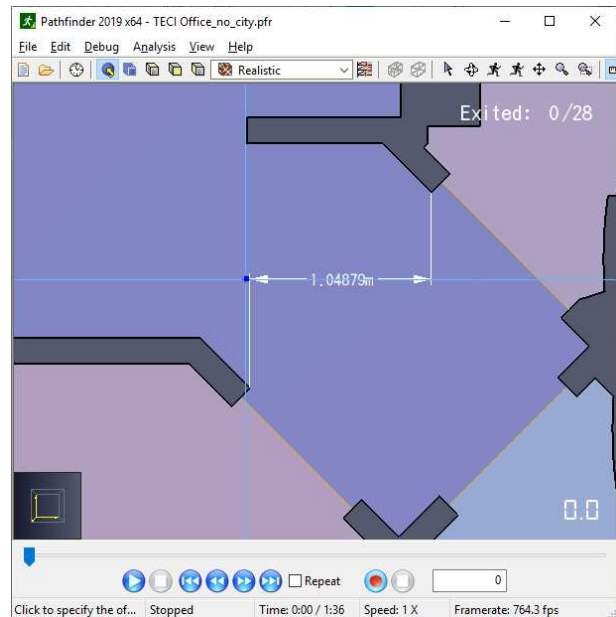 Pathfinder 2019 x64 - TECI Office_no_city.pfr
File Edit Debug Analysis View Help
Realistic
Exited: 0/28
1.04879m
0.0
Repeat
0
Click to specify the of... Stopped Time: 0:00 / 1:36 Speed: 1 X Framerate: 764.3 fps